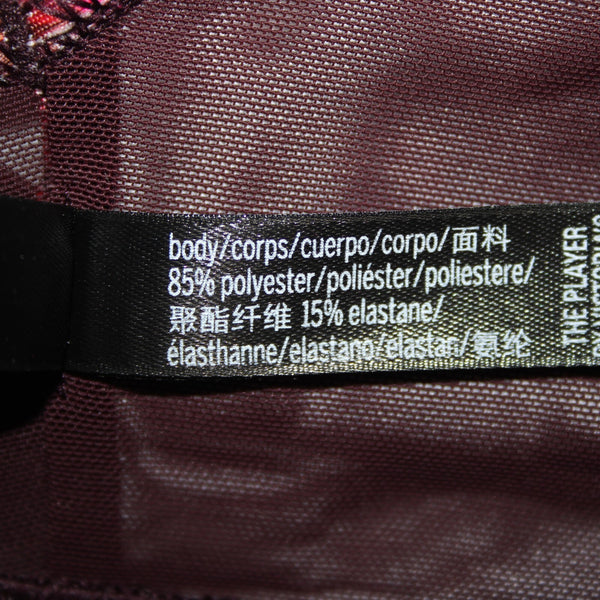 body/corps/cuerpo/corpo/面料
85% polyester/poliéster/poliestere/
聚酯纤维 15% elastane/
élasthanne/elastano/elastan/氨纶
THE PLAYER